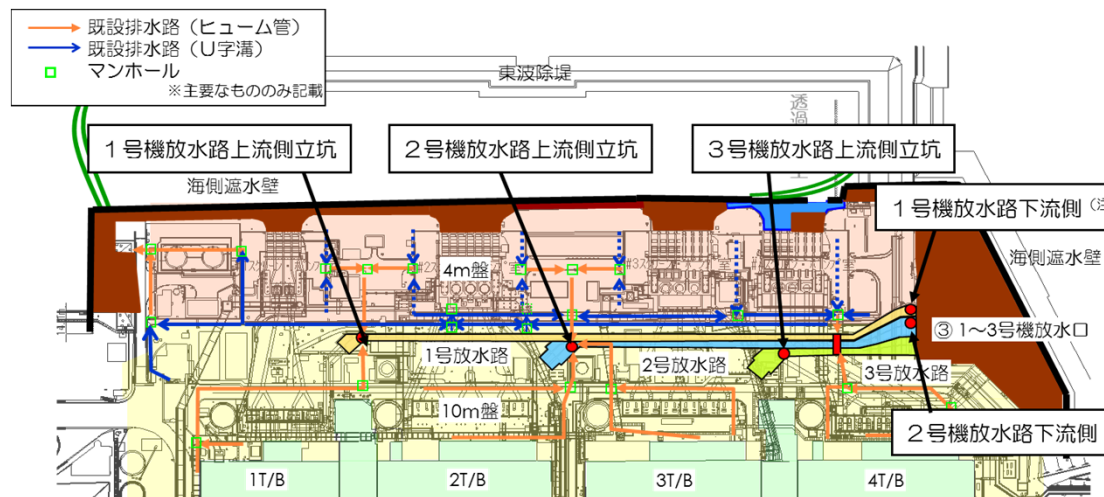 既設排水路（ヒューム管）
既設排水路（U字溝）
マンホール
※主要なもののみ記載
東波除堤
透過
1号機放水路上流側立坑
2号機放水路上流側立坑
3号機放水路上流側立坑
海側遮水壁
1号機放水路下流側（注
海側遮水壁
4m盤
③ 1～3号機放水口
1号放水路
2号放水路
3号放水路
10m盤
2号機放水路下流側
1T/B
2T/B
3T/B
4T/B